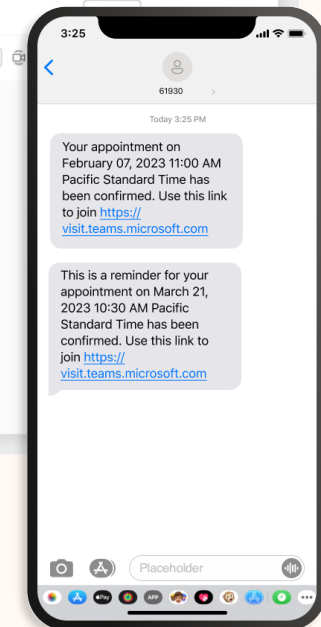 3:25
61930
Today 3:25 PM
Your appointment on
February 07, 2023 11:00 AM
Pacific Standard Time has
been confirmed. Use this link
to join https://
visit.teams.microsoft.com
This is a reminder for your
appointment on March 21,
2023 10:30 AM Pacific
Standard Time has been
confirmed. Use this link to
join https://
visit.teams.microsoft.com
Placeholder
Pay
APP